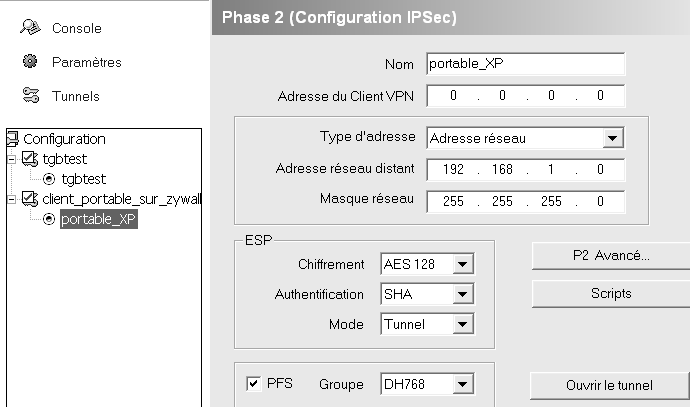 Console
Paramètres
Tunnels
Configuration
tgbtest
tgbtest
client_portable_sur_zywall
portable_XP
Phase 2 (Configuration IPSec)
Nom portable_XP
Adresse du Client VPN 0 . 0 . 0 . 0
Type d'adresse Adresse réseau
Adresse réseau distant 192 . 168 . 1 . 0
Masque réseau 255 . 255 . 255 . 0
ESP
Chiffrement AES 128
Authentification SHA
Mode Tunnel
P2 Avancé...
Scripts
PFS Groupe DH768
Ouvrir le tunnel